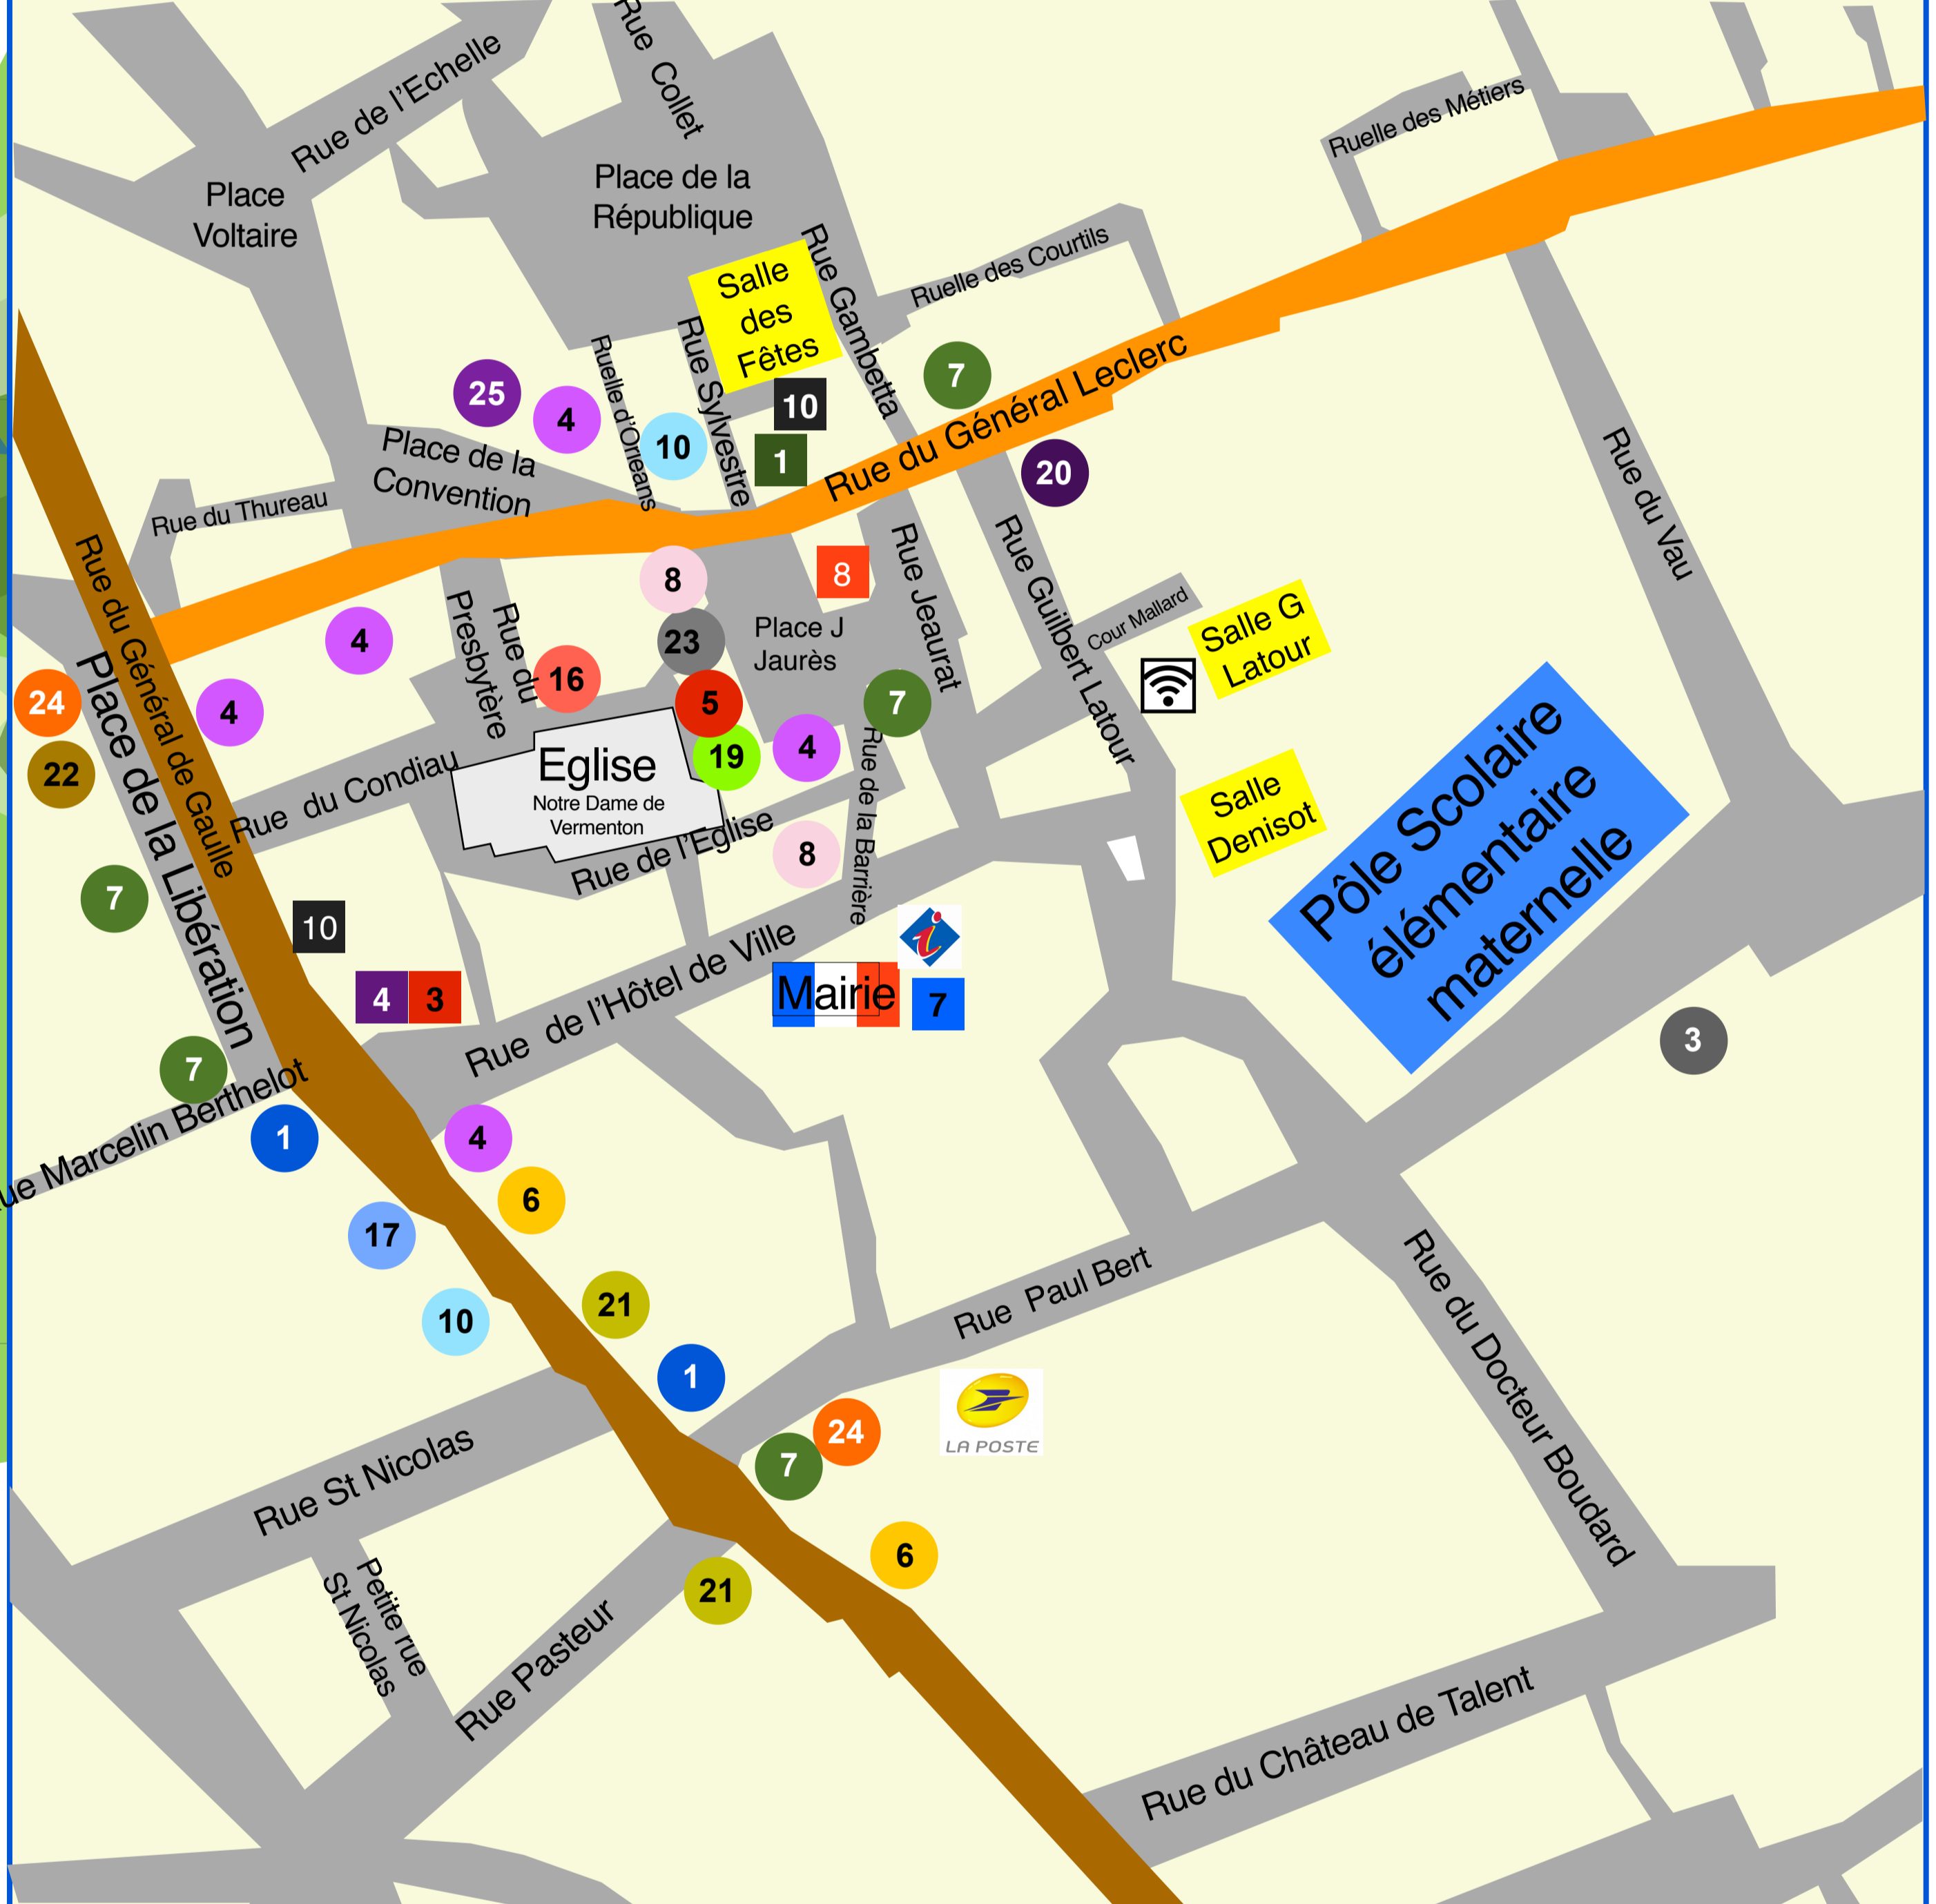 Rue de l'Echelle
Rue Collet
Ruelle des Métiers
Place
Voltaire
Place de la
République
Salle
des
Fêtes
Rue Gambetta
Ruelle des Courtils
Ruelle d'Orleans
Rue Sylvestre
25
4
10
10
1
7
20
Rue du Général Leclerc
Place de la
Convention
Rue du Thureau
Rue du Vau
8
8
23
Place J
Jaurès
Rue Jeaurat
Rue Guilbert Latour
Cour Mallard
Salle G
Latour
Rue du
Presbytère
16
5
19
4
7
4
4
24
22
Rue du Général de Gaulle
Place de la Libération
Rue du Condiau
Eglise
Notre Dame de
Vermenton
Rue de l'Eglise
8
Rue de la Barrière
Salle
Denisot
Pôle Scolaire
élémentaire
maternelle
7
10
4
3
Rue de l'Hôtel de Ville
i
Mairie
7
3
7
ue Marcelin Berthelot
1
4
6
17
10
21
1
Rue Paul Bert
Rue du Docteur Boudard
24
7
LA POSTE
6
21
Rue St Nicolas
Petite rue
St Nicolas
Rue Pasteur
Rue du Château de Talent